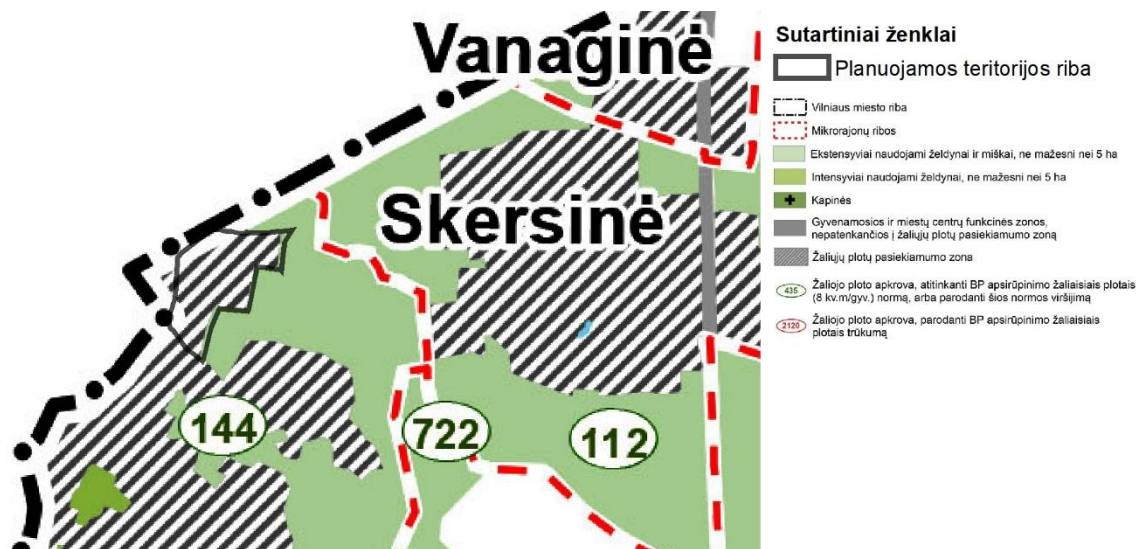 Vanaginė
Skersinė
144
722
112
Sutartiniai ženklai
Planuojamos teritorijos riba
Vilniaus miesto riba
Mikrorajonų ribos
Ekstensyviai naudojami želdynai ir miškai, ne mažesni nei 5 ha
Intensyviai naudojami želdynai, ne mažesni nei 5 ha
Kapinės
Gyvenamosios ir miestų centrų funkcinės zonos,
nepatenkančios į žaliųjų plotų pasiekiamumo zoną
Žaliųjų plotų pasiekiamumo zona
435
Žaliojo ploto apkrova, atitinkanti BP apsirūpinimo žaliaisiais plotais
(8 kv.m/gyv.) normą, arba parodanti šios normos viršijimą
2120
Žaliojo ploto apkrova, parodanti BP apsirūpinimo žaliaisiais
plotais trūkumą